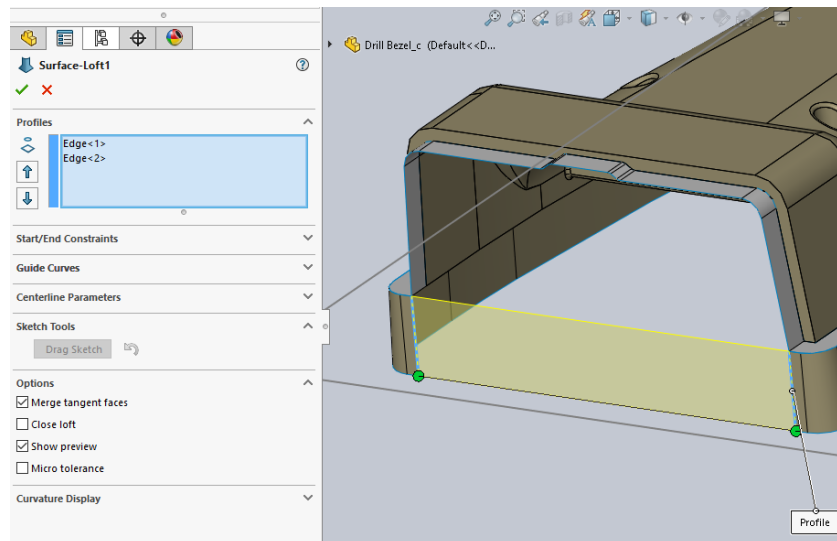 Drill Bezel_c (Default<<D...
Surface-Loft1
Profiles
Edge<1>
Edge<2>
Start/End Constraints
Guide Curves
Centerline Parameters
Sketch Tools
Drag Sketch
Options
Merge tangent faces
Close loft
Show preview
Micro tolerance
Curvature Display
Profile